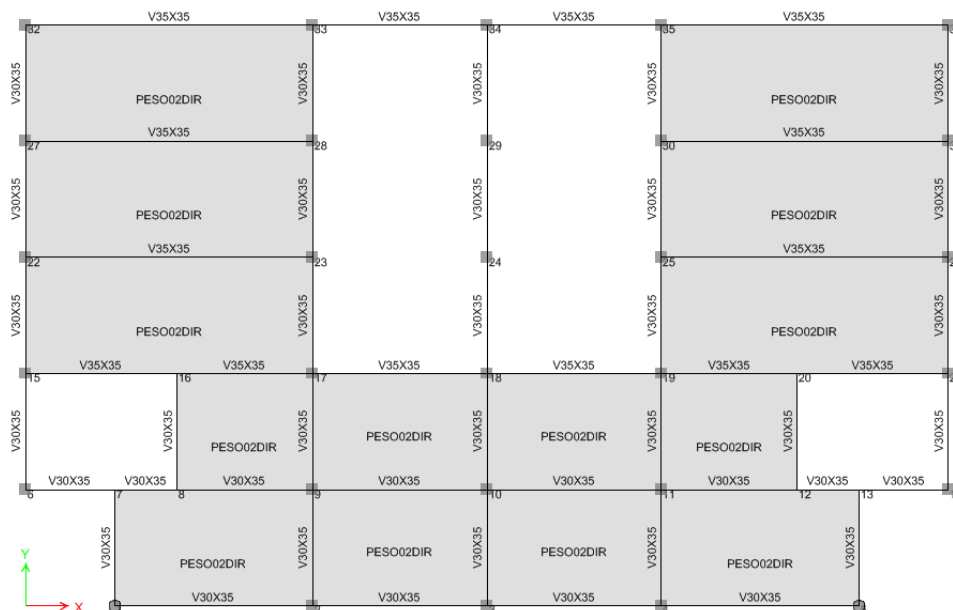 V35X35 V35X35 V35X35 V35X35
32 33 34 35
V30X35 V30X35 V30X35 V30X35 V30X35
PESO02DIR PESO02DIR
V35X35 V35X35
27 28 29 30
V30X35 V30X35 V30X35 V30X35 V30X35
PESO02DIR PESO02DIR
V35X35 V35X35
22 23 24 25
V30X35 V30X35 V30X35 V30X35 V30X35
PESO02DIR PESO02DIR
V35X35 V35X35 V35X35 V35X35 V35X35 V35X35
15 16 17 18 19 20
V30X35 V30X35 V30X35 V30X35 V30X35 V30X35 V30X35
PESO02DIR PESO02DIR PESO02DIR PESO02DIR
V30X35 V30X35 V30X35 V30X35 V30X35 V30X35 V30X35 V30X35
6 7 8 9 10 11 12 13
V30X35 V30X35 V30X35 V30X35 V30X35
PESO02DIR PESO02DIR PESO02DIR PESO02DIR
Y
V30X35 V30X35 V30X35 V30X35
X